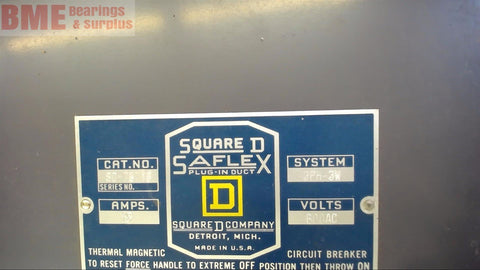 BME Bearings
& Surplus
SQUARE D
SAFLEX
PLUG-IN DUCT
CAT.NO.
SERIES NO.
SYSTEM
AMPS.
VOLTS
D
SQUARE D COMPANY
DETROIT, MICH.
MADE IN U.S.A.
THERMAL MAGNETIC CIRCUIT BREAKER
TO RESET FORCE HANDLE TO EXTREME OFF POSITION THEN THROW ON